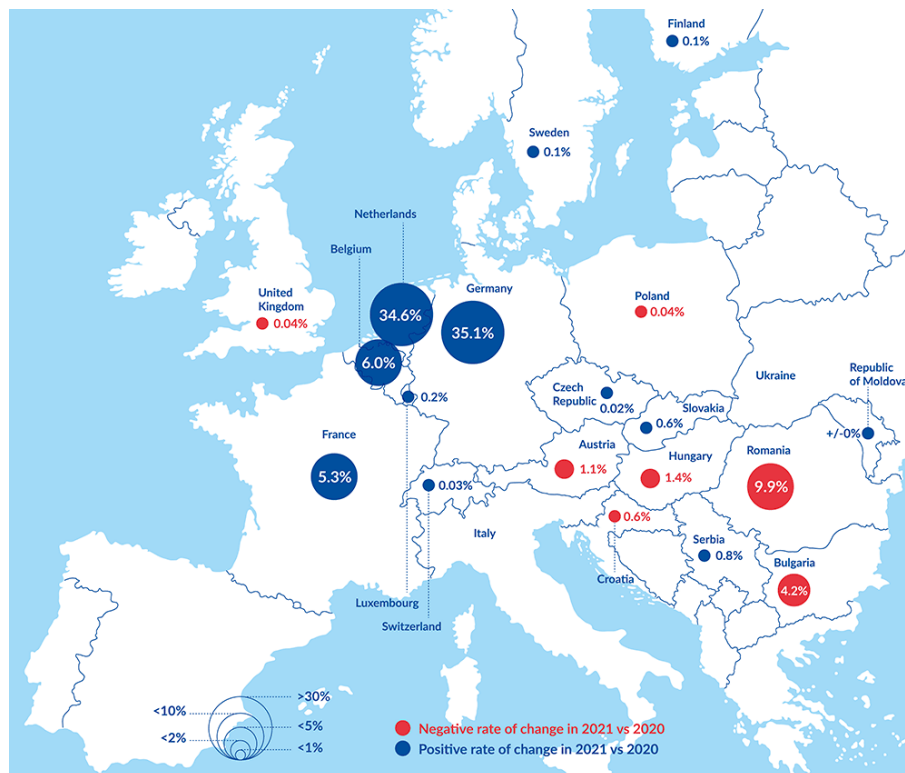 Finland
0.1%
Sweden
0.1%
Netherlands
Belgium
Germany
United
Kingdom
0.04%
34.6%
35.1%
Poland
0.04%
6.0%
0.2%
Czech
Republic
0.02%
Slovakia
0.6%
Ukraine
Republic
of Moldova
+/-0%
France
5.3%
Austria
1.1%
Hungary
1.4%
Romania
9.9%
0.03%
0.6%
Italy
Serbia
0.8%
Croatia
Bulgaria
4.2%
Luxembourg
Switzerland
>30%
<10%
<5%
<2%
<1%
Negative rate of change in 2021 vs 2020
Positive rate of change in 2021 vs 2020